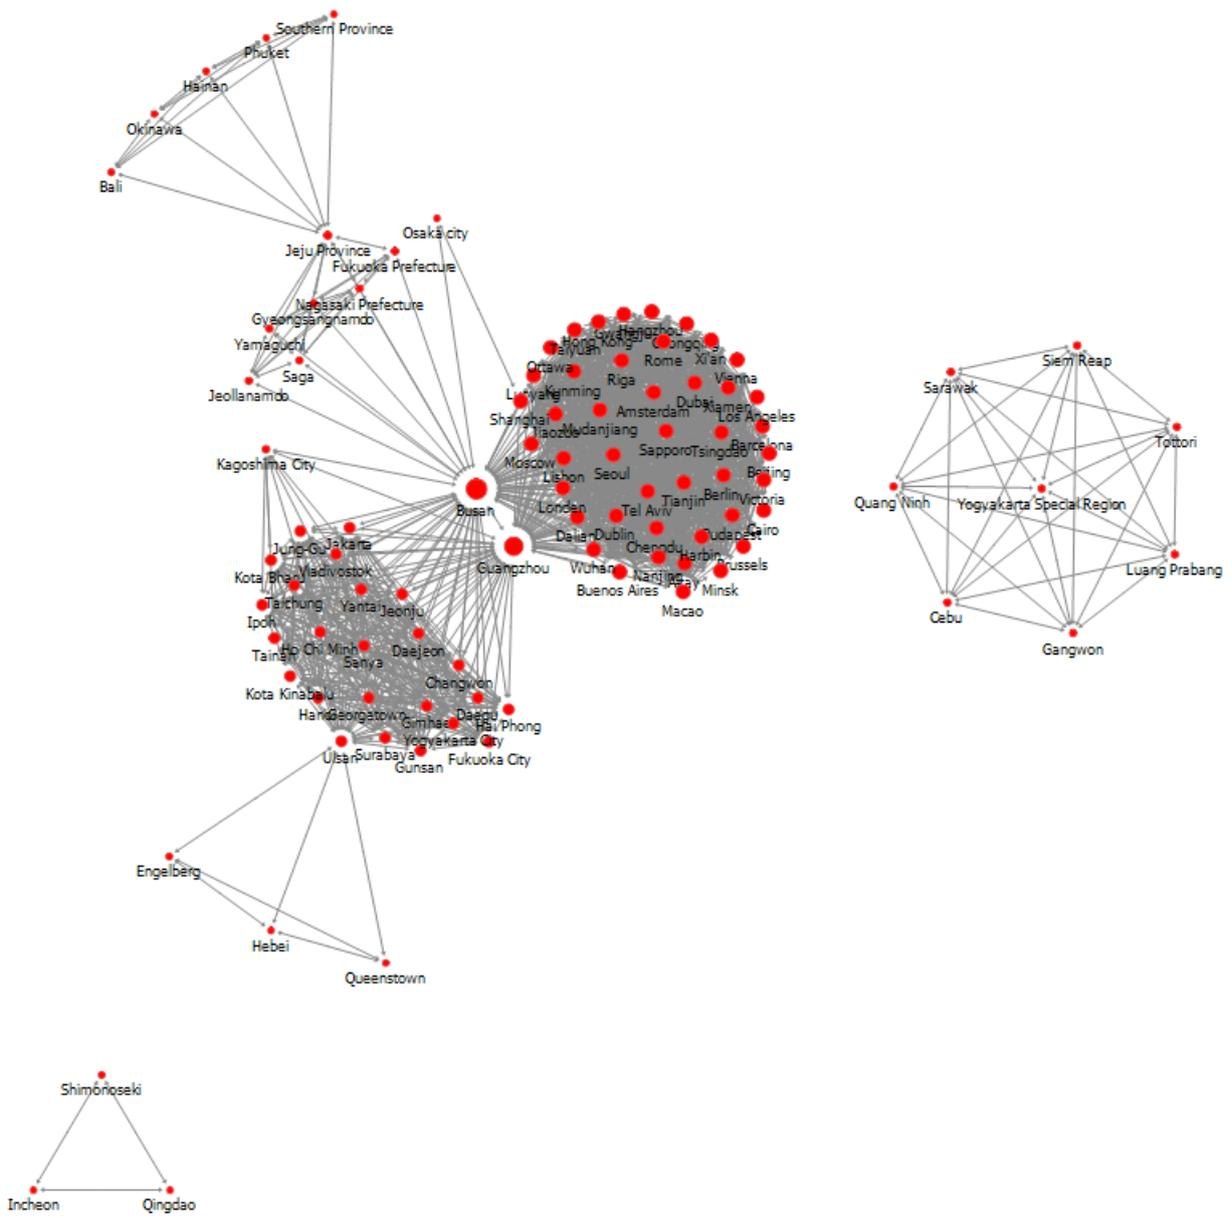 Southern Province
Phuket
Hainan
Okinawa
Bali
Osaka city
Jeju Province
Fukuoka Prefecture
Nagasaki Prefecture
Gyeongsangnamdo
Yamaguchi
Saga
Jeollanamdo
Hangzhou
Hong Kong
Chongqing
Taiyuan
Rome
Xi'an
Ottawa
Riga
Vienna
Kunming
Dubai
Xiamen
Shanghai
Amsterdam
Los Angeles
Mudanjiang
Barcelona
Sapporo
Tsingdao
Moscow
Seoul
Beijing
Lisbon
Tianjin
Berlin
Victoria
Londen
Tel Aviv
Cairo
Dalian
Dublin
Budapest
Chengdu
Harbin
Wuhan
Brussels
Nanjing
Buenos Aires
Minsk
Macao
Siem Reap
Sarawak
Tottori
Quang Ninh
Yogyakarta Special Region
Luang Prabang
Cebu
Gangwon
Kagoshima City
Busan
Guangzhou
Jung-Gu
Jakarta
Vladivostok
Kota Bharu
Taichung
Yantai
Jeonju
Ipoh
Ho Chi Minh
Tainan
Sanya
Daejeon
Changwon
Kota Kinabalu
Georgetown
Daegu
Gimhae
Hai Phong
Yogyakarta City
Ulsan
Surabaya
Gunsan
Fukuoka City
Engelberg
Hebei
Queenstown
Shimonoseki
Incheon
Qingdao